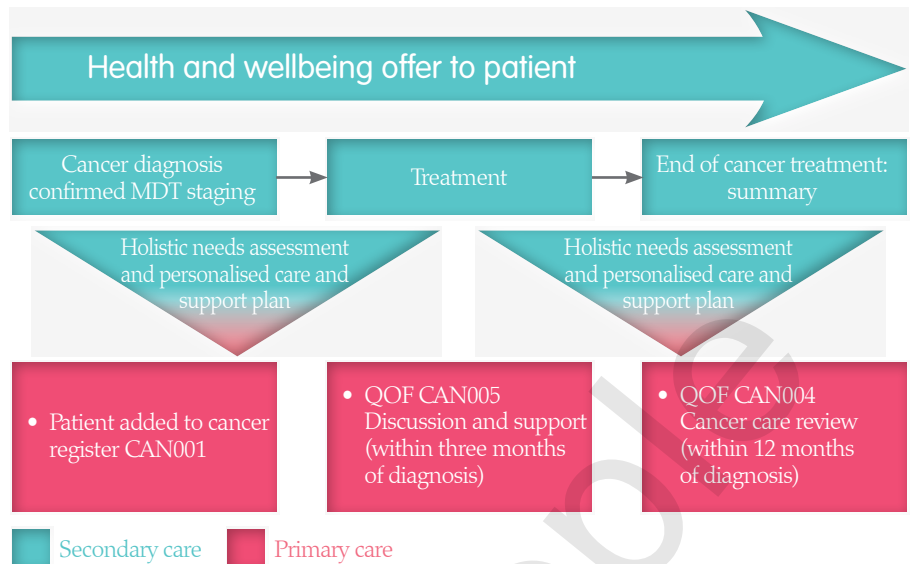 Health and wellbeing offer to patient
Cancer diagnosis
confirmed MDT staging
Treatment
End of cancer treatment:
summary
Holistic needs assessment
and personalised care and
support plan
Holistic needs assessment
and personalised care and
support plan
• Patient added to cancer
register CAN001
• QOF CAN005
Discussion and support
(within three months
of diagnosis)
• QOF CAN004
Cancer care review
(within 12 months
of diagnosis)
Secondary care
Primary care